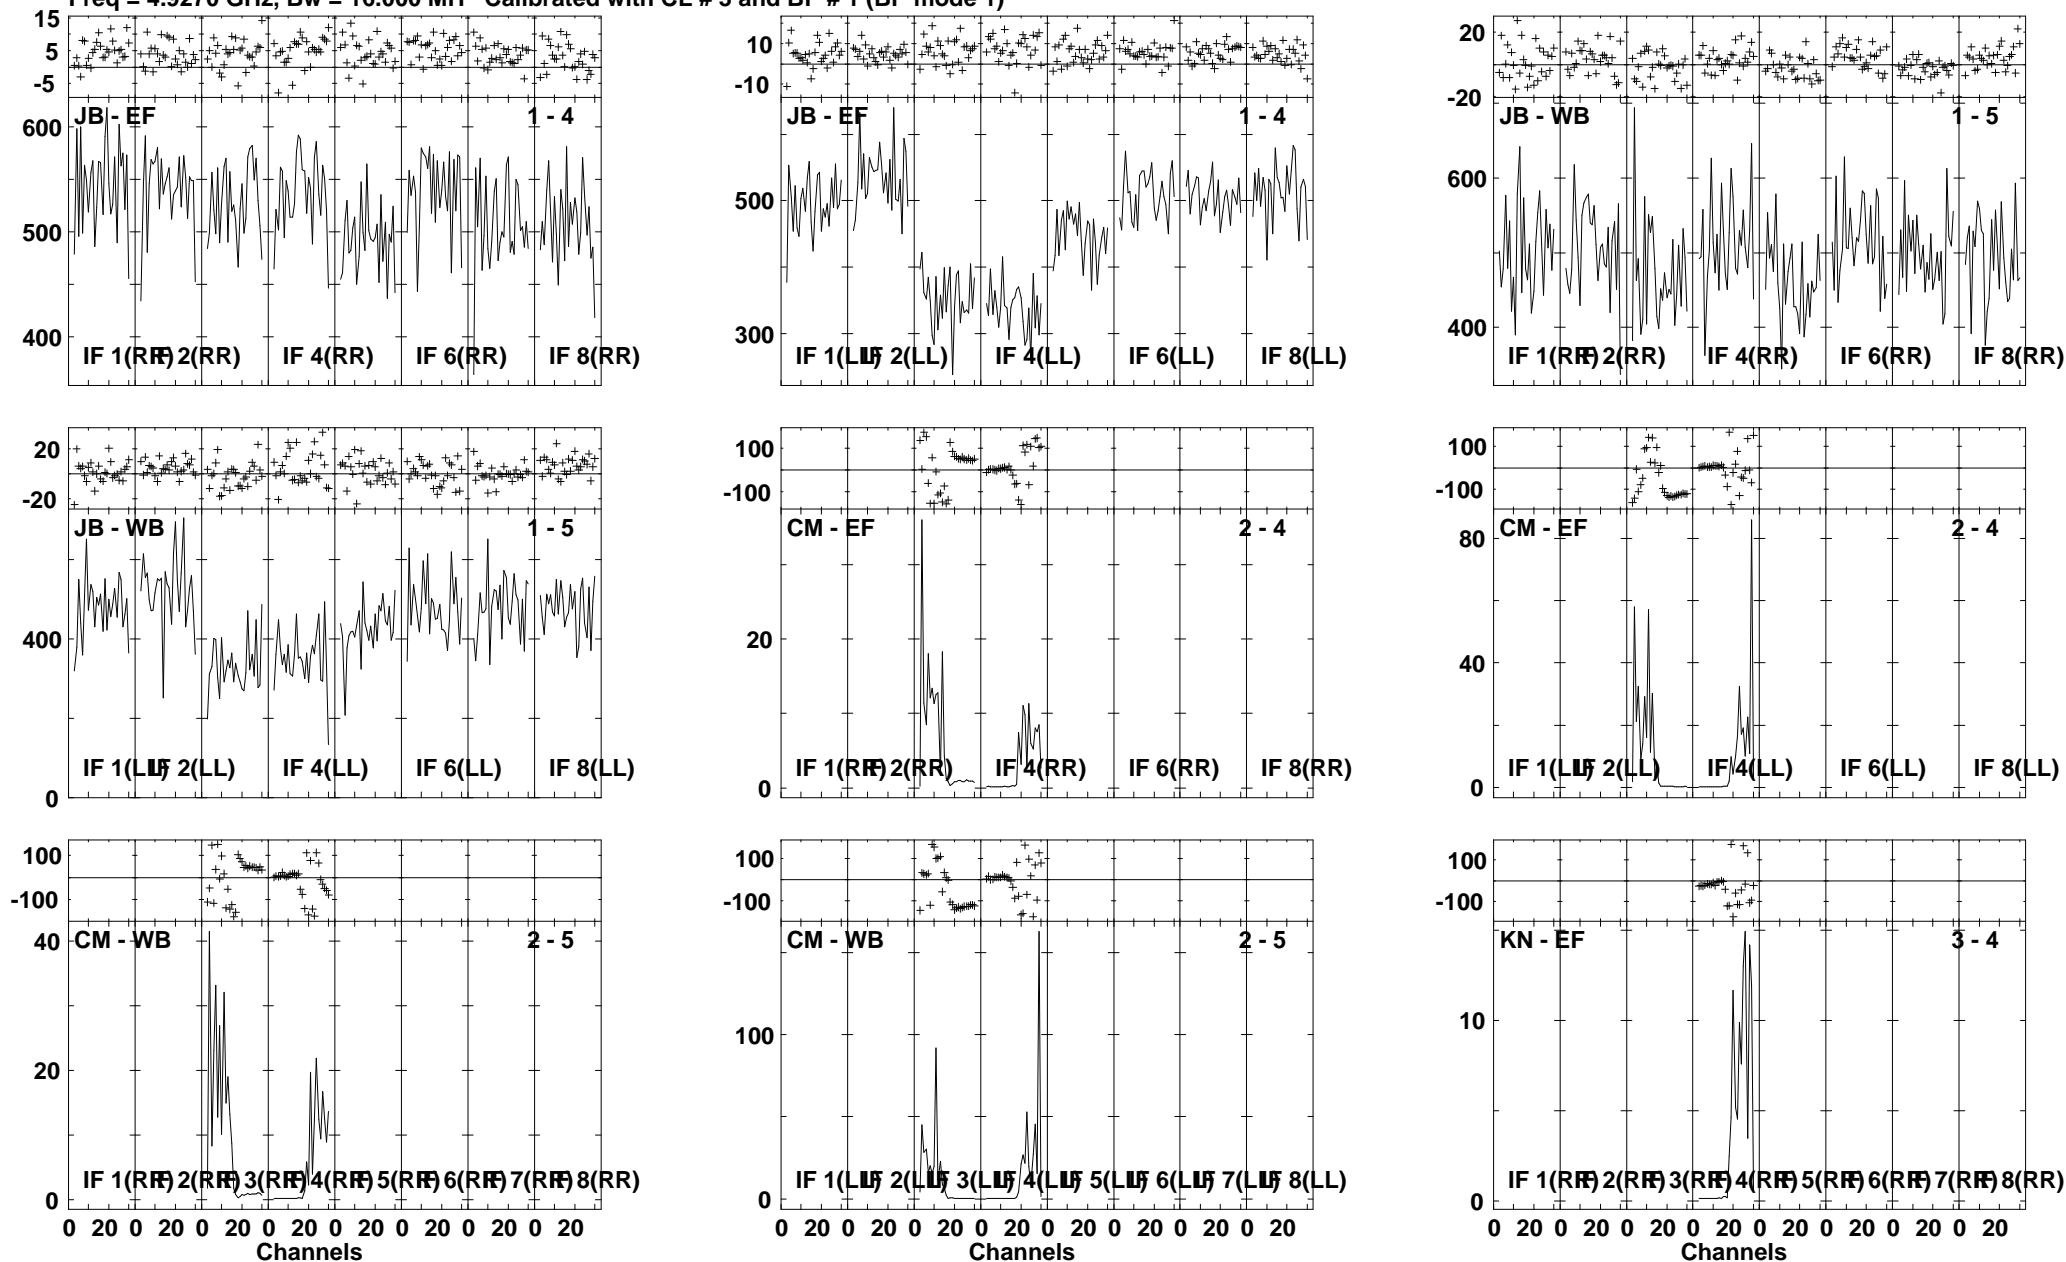 Freq = 4.9270 GHz, Bw = 16.000 MH Calibrated with CL # 3 and BP # 1 (BP mode 1)
15
5
-5
JB - EF 1 - 4
600
500
400
IF 1(RR) IF 2(RR) IF 4(RR) IF 6(RR) IF 8(RR)
10
-10
JB - EF 1 - 4
500
300
IF 1(LL) IF 2(LL) IF 4(LL) IF 6(LL) IF 8(LL)
20
-20
JB - WB 1 - 5
600
400
IF 1(RR) IF 2(RR) IF 4(RR) IF 6(RR) IF 8(RR)
20
-20
JB - WB 1 - 5
400
0
IF 1(LL) IF 2(LL) IF 4(LL) IF 6(LL) IF 8(LL)
100
-100
CM - EF 2 - 4
20
0
IF 1(RR) IF 2(RR) IF 4(RR) IF 6(RR) IF 8(RR)
100
-100
CM - EF 2 - 4
80
40
0
IF 1(LL) IF 2(LL) IF 4(LL) IF 6(LL) IF 8(LL)
100
-100
CM - WB 2 - 5
40
20
0
IF 1(RR) IF 2(RR) IF 3(RR) IF 4(RR) IF 5(RR) IF 6(RR) IF 7(RR) IF 8(RR)
0 20 0 20 0 20 0 20 0 20 0 20 0 20 0 20
Channels
100
-100
CM - WB 2 - 5
100
0
IF 1(LL) IF 2(LL) IF 3(LL) IF 4(LL) IF 5(LL) IF 6(LL) IF 7(LL) IF 8(LL)
0 20 0 20 0 20 0 20 0 20 0 20 0 20 0 20
Channels
100
-100
KN - EF 3 - 4
10
0
IF 1(RR) IF 2(RR) IF 3(RR) IF 4(RR) IF 5(RR) IF 6(RR) IF 7(RR) IF 8(RR)
0 20 0 20 0 20 0 20 0 20 0 20 0 20 0 20
Channels